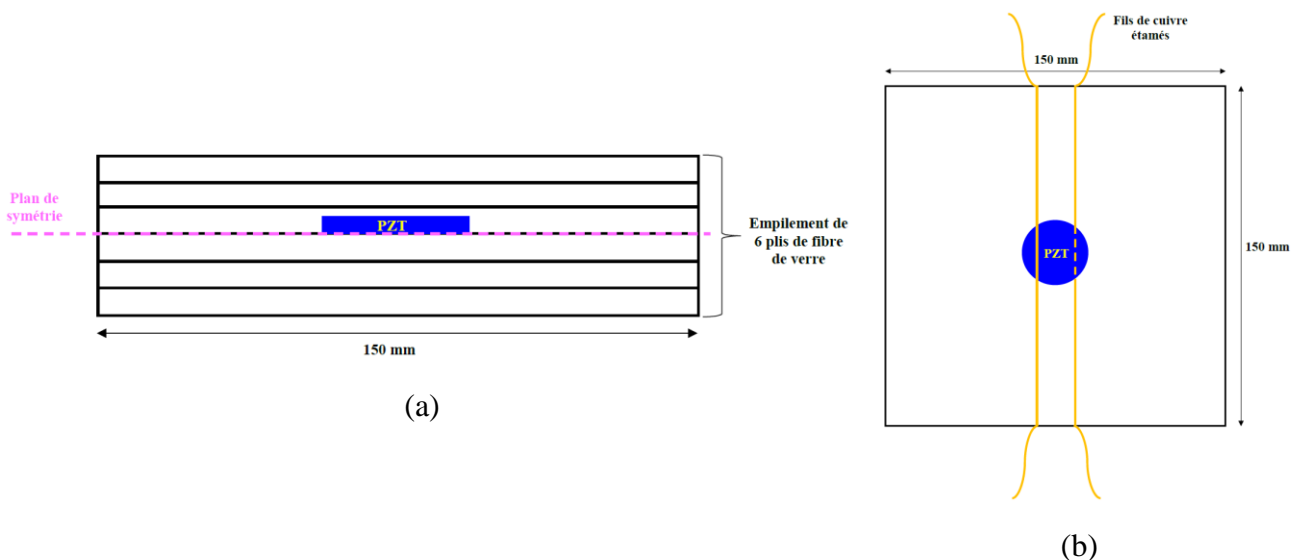 Plan de
symétrie
PZT
Empilement de
6 plis de fibre
de verre
150 mm
(a)
Fils de cuivre
étamés
150 mm
PZT
150 mm
(b)